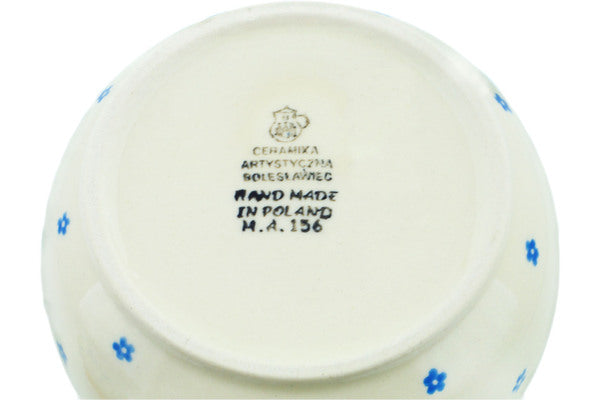 CERAMIKA
ARTYSTYCZNA
BOLESŁAWIEC
HAND MADE
IN POLAND
M.A. 136